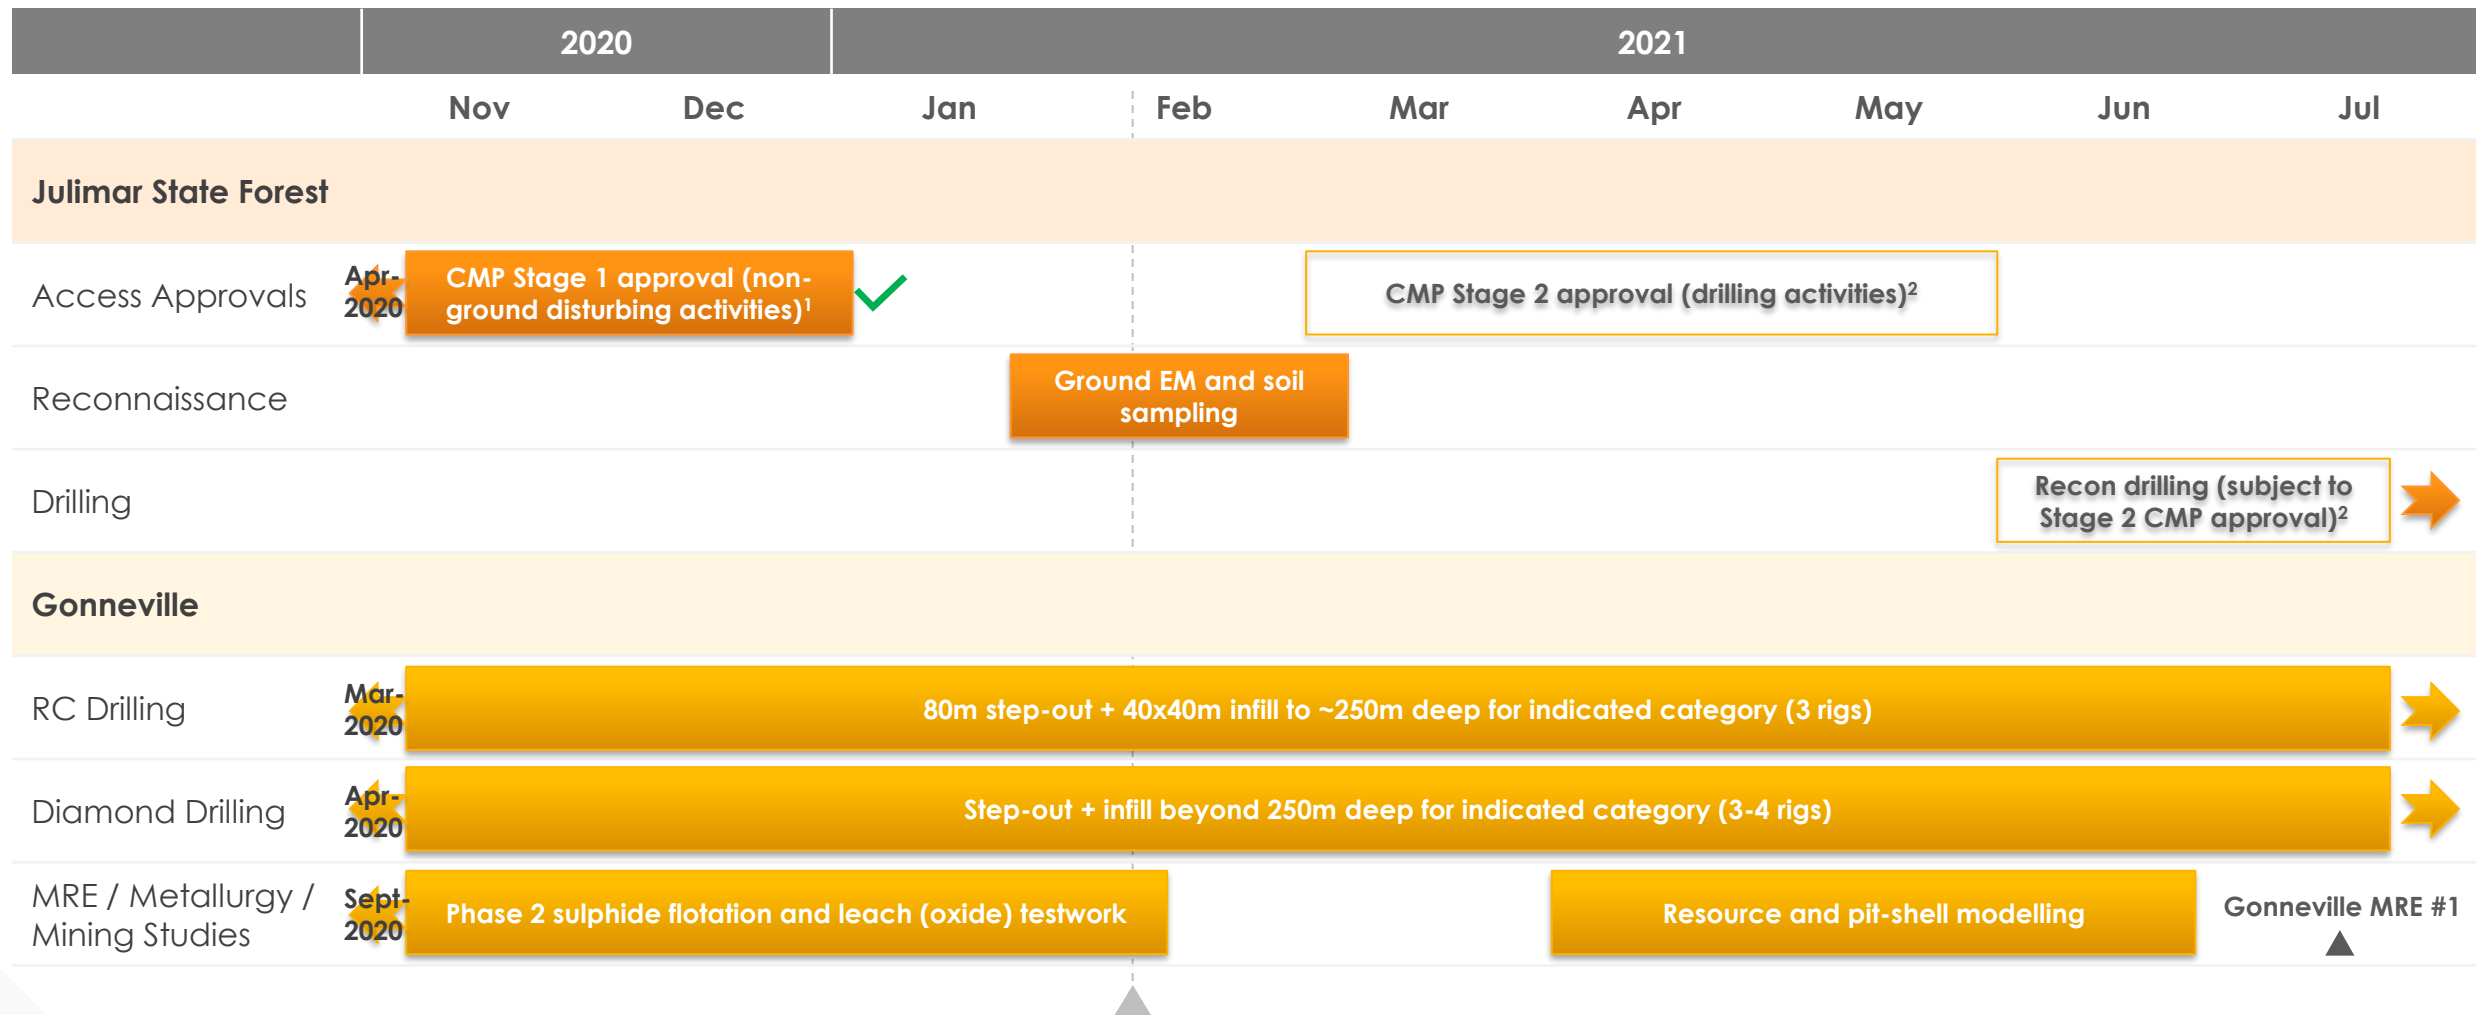 2020
2021
Nov
Dec
Jan
Feb
Mar
Apr
May
Jun
Jul
Julimar State Forest
Access Approvals
Apr-
2020
CMP Stage 1 approval (non-
ground disturbing activities)¹
CMP Stage 2 approval (drilling activities)²
Reconnaissance
Ground EM and soil
sampling
Drilling
Recon drilling (subject to
Stage 2 CMP approval)²
Gonneville
RC Drilling
Mar-
2020
80m step-out + 40x40m infill to ~250m deep for indicated category (3 rigs)
Diamond Drilling
Apr-
2020
Step-out + infill beyond 250m deep for indicated category (3-4 rigs)
MRE / Metallurgy /
Mining Studies
Sept-
2020
Phase 2 sulphide flotation and leach (oxide) testwork
Resource and pit-shell modelling
Gonneville MRE #1